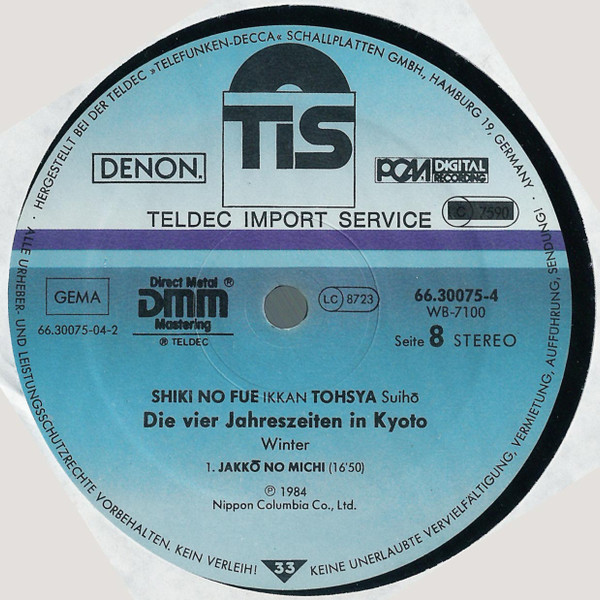 · HERGESTELLT BEI DER TELDEC »TELEFUNKEN-DECCA« SCHALLPLATTEN GMBH., HAMBURG 19, GERMANY ·
TiS
DENON.
PCM DIGITAL RECORDING
TELDEC IMPORT SERVICE
LC 7590
GEMA
66.30075-04-2
Direct Metal ®
DMM
Mastering
℗ TELDEC
LC 8723
66.30075-4
WB-7100
Seite 8 STEREO
SHIKI NO FUE IKKAN TOHSYA Suihō
Die vier Jahreszeiten in Kyoto
Winter
1. JAKKŌ NO MICHI (16'50)
℗ 1984
Nippon Columbia Co., Ltd.
ALLE URHEBER- UND LEISTUNGSSCHUTZRECHTE VORBEHALTEN. KEIN VERLEIH!
33
KEINE UNERLAUBTE VERVIELFÄLTIGUNG, VERMIETUNG, AUFFÜHRUNG, SENDUNG!